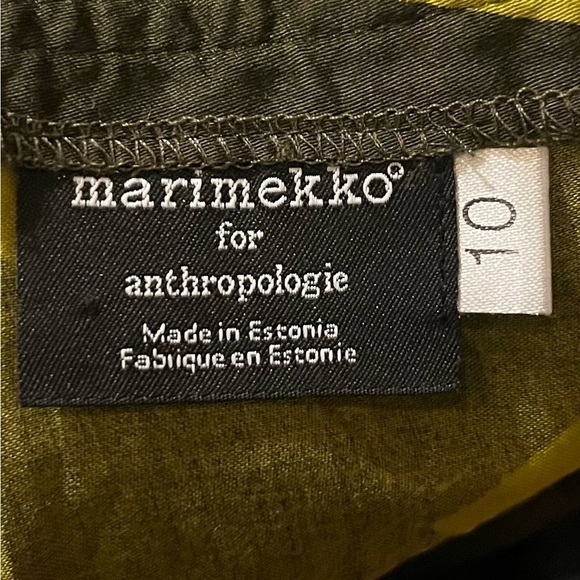 marimekko®
for
anthropologie
Made in Estonia
Fabrique en Estonie
10